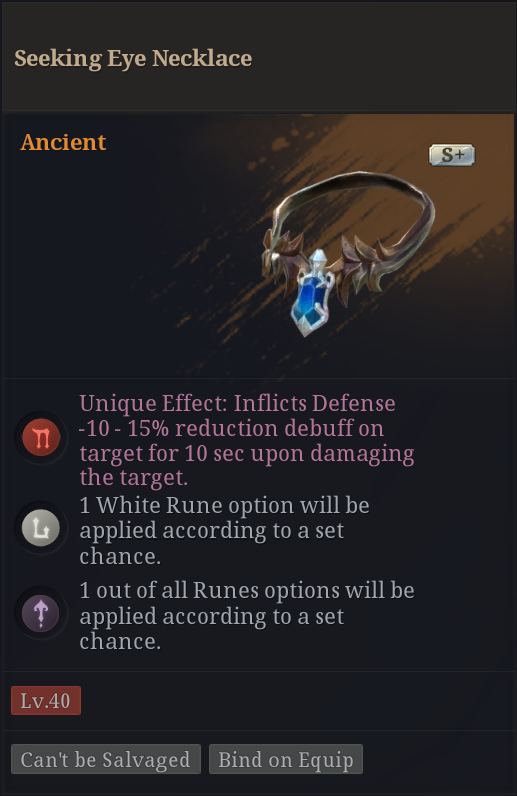 Seeking Eye Necklace
Ancient
S+
Unique Effect: Inflicts Defense
-10 - 15% reduction debuff on
target for 10 sec upon damaging
the target.
1 White Rune option will be
applied according to a set
chance.
1 out of all Runes options will be
applied according to a set
chance.
Lv.40
Can't be Salvaged
Bind on Equip